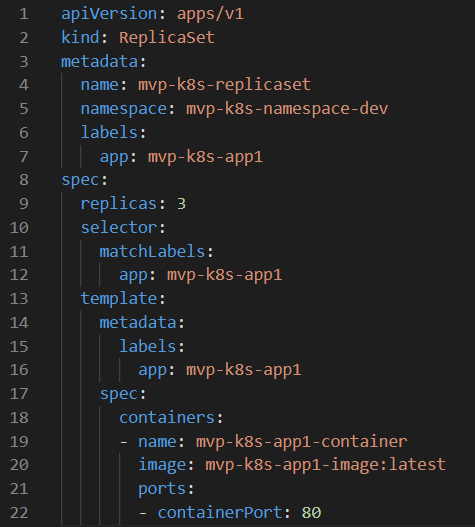 1 apiVersion: apps/v1
2 kind: ReplicaSet
3 metadata:
4   name: mvp-k8s-replicaset
5   namespace: mvp-k8s-namespace-dev
6   labels:
7     app: mvp-k8s-app1
8 spec:
9   replicas: 3
10   selector:
11     matchLabels:
12       app: mvp-k8s-app1
13   template:
14     metadata:
15       labels:
16         app: mvp-k8s-app1
17     spec:
18       containers:
19       - name: mvp-k8s-app1-container
20         image: mvp-k8s-app1-image:latest
21         ports:
22         - containerPort: 80